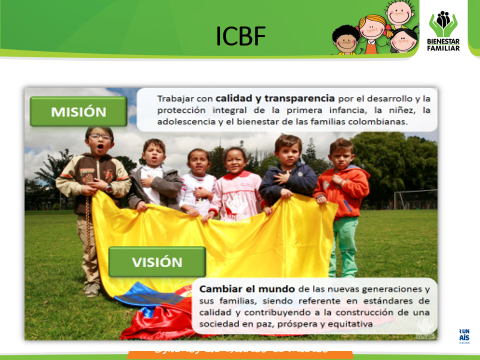 ICBF
BIENESTAR
FAMILIAR
MISIÓN
Trabajar con calidad y transparencia por el desarrollo y la
protección integral de la primera infancia, la niñez, la
adolescencia y el bienestar de las familias colombianas.
VISIÓN
Cambiar el mundo de las nuevas generaciones y
sus familias, siendo referente en estándares de
calidad y contribuyendo a la construcción de una
sociedad en paz, próspera y equitativa